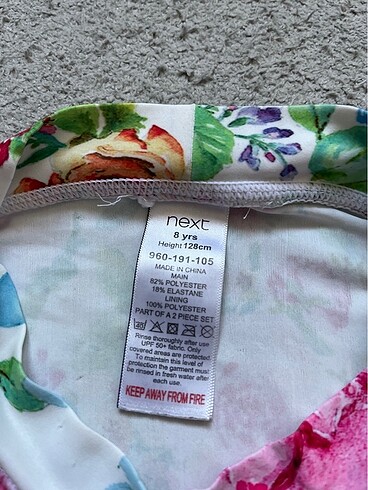 next
8 yrs
Height 128cm
960-191-105
MADE IN CHINA
MAIN
82% POLYESTER
18% ELASTANE
LINING
100% POLYESTER
PART OF A 2 PIECE SET
40
Rinse thoroughly after use
UPF 50+ fabric. Only
covered areas are protected.
To maintain this level of
protection the garment must
be rinsed in fresh water after
each use.
KEEP AWAY FROM FIRE